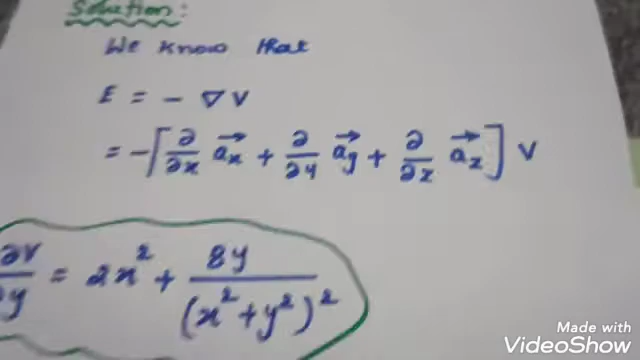 Solution:
We know that
E = - ∇V
= -[∂/∂x a⃗x + ∂/∂y a⃗y + ∂/∂z a⃗z] V
∂V/∂y = 2x² + 8y/(x²+y²)²
Made with
VideoShow